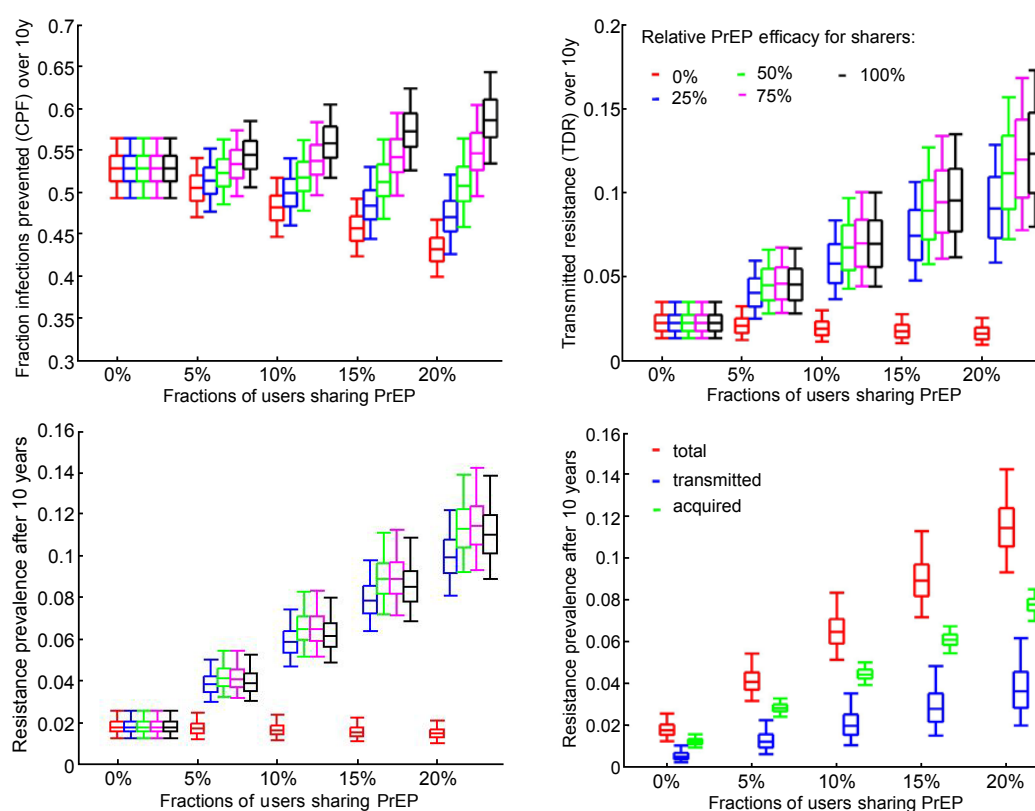 Fraction infections prevented (CPF) over 10y
0.7
0.65
0.6
0.55
0.5
0.45
0.4
0.35
0.3
0% 5% 10% 15% 20%
Fractions of users sharing PrEP
Transmitted resistance (TDR) over 10y
0.2
0.15
0.1
0.05
0
Relative PrEP efficacy for sharers:
0% 50% 100%
25% 75%
0% 5% 10% 15% 20%
Fractions of users sharing PrEP
Resistance prevalence after 10 years
0.16
0.14
0.12
0.1
0.08
0.06
0.04
0.02
0
0% 5% 10% 15% 20%
Fractions of users sharing PrEP
Resistance prevalence after 10 years
0.16
0.14
0.12
0.1
0.08
0.06
0.04
0.02
0
total
transmitted
acquired
0% 5% 10% 15% 20%
Fractions of users sharing PrEP